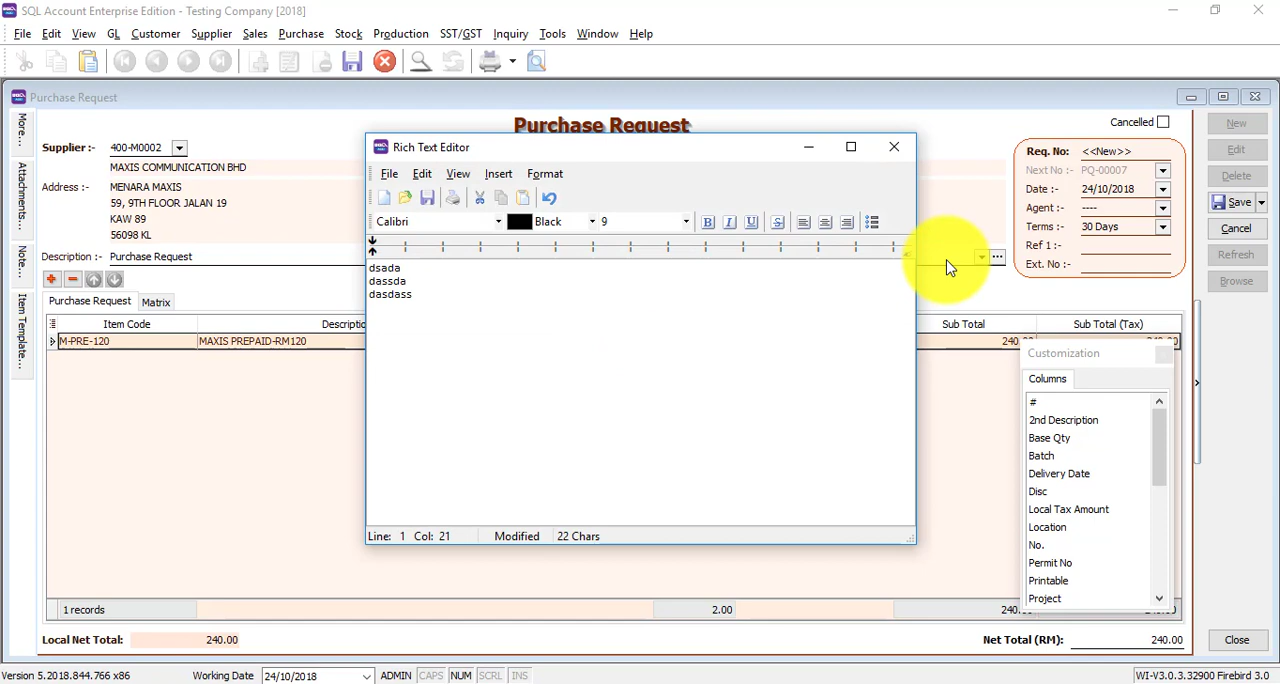 SQL Account Enterprise Edition - Testing Company [2018]
File Edit View GL Customer Supplier Sales Purchase Stock Production SST/GST Inquiry Tools Window Help
Purchase Request
More...
Attachments...
Note...
Item Template...
Purchase Request
Cancelled
Supplier :- 400-M0002
MAXIS COMMUNICATION BHD
Address :- MENARA MAXIS
59, 9TH FLOOR JALAN 19
KAW 89
56098 KL
Description :- Purchase Request
Req. No: <<New>>
Next No :- PQ-00007
Date :- 24/10/2018
Agent :- ----
Terms :- 30 Days
Ref 1 :-
Ext. No :-
New
Edit
Delete
Save
Cancel
Refresh
Browse
Rich Text Editor
File Edit View Insert Format
Calibri Black 9 B I U S
dsada
dassda
dasdass
Line: 1 Col: 21 Modified 22 Chars
Purchase Request Matrix
Item Code Descriptio Sub Total Sub Total (Tax)
M-PRE-120 MAXIS PREPAID-RM120 240.00
Customization
Columns
#
2nd Description
Base Qty
Batch
Delivery Date
Disc
Local Tax Amount
Location
No.
Permit No
Printable
Project
1 records 2.00
Local Net Total: 240.00 Net Total (RM): 240.00
Close
Version 5.2018.844.766 x86 Working Date 24/10/2018 ADMIN CAPS NUM SCRL INS WI-V3.0.3.32900 Firebird 3.0